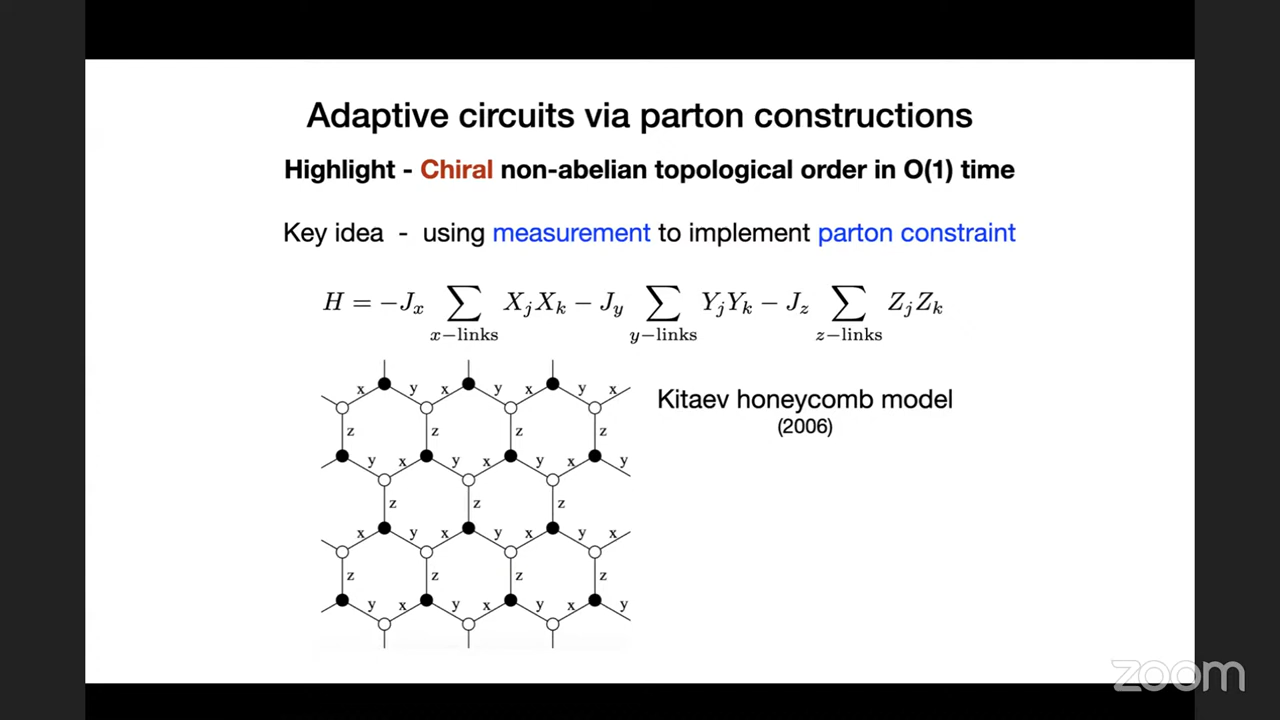 Adaptive circuits via parton constructions
Highlight - Chiral non-abelian topological order in O(1) time
Key idea - using measurement to implement parton constraint
H = −J_x ∑ X_j X_k − J_y ∑ Y_j Y_k − J_z ∑ Z_j Z_k
x−links y−links z−links
x y x y x y x
Kitaev honeycomb model
(2006)
z z z z
y x y x y x y
z z z
x y x y x y x
z z z z
y x y x y x y
zoom